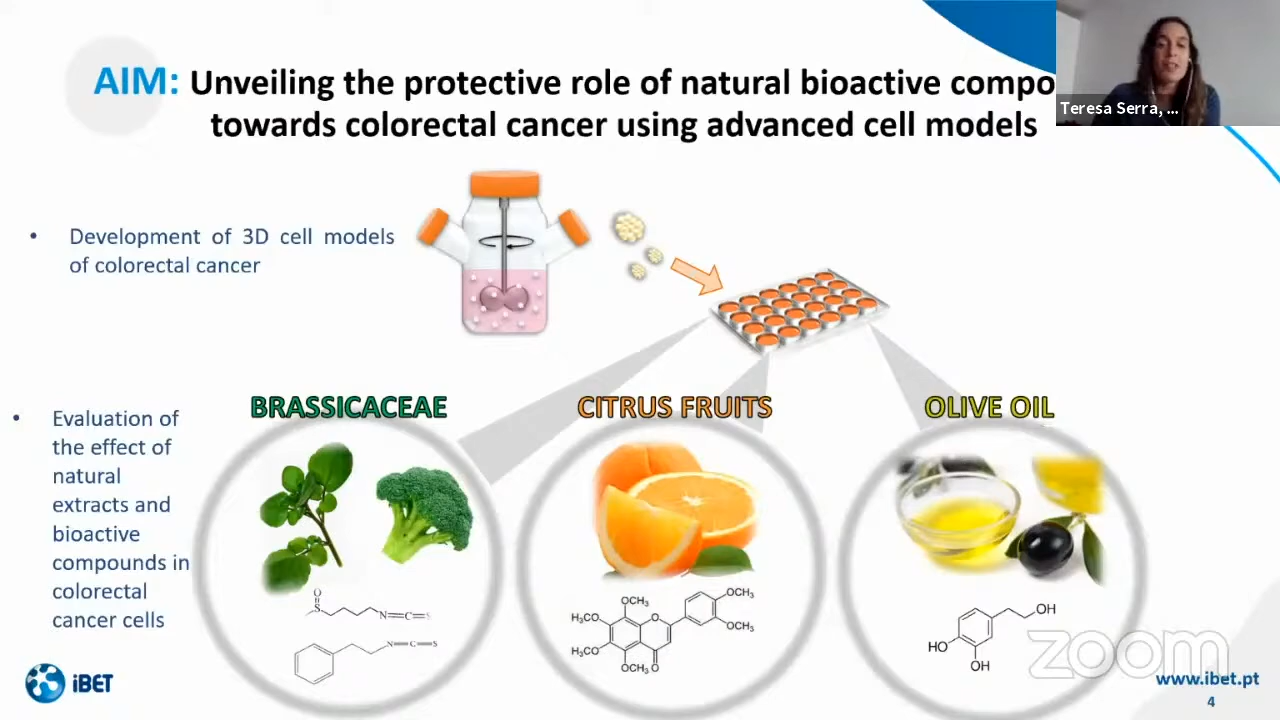 AIM: Unveiling the protective role of natural bioactive compo
towards colorectal cancer using advanced cell models
Teresa Serra, ...
• Development of 3D cell models
of colorectal cancer
BRASSICACEAE
CITRUS FRUITS
OLIVE OIL
• Evaluation of
the effect of
natural
extracts and
bioactive
compounds in
colorectal
cancer cells
O
S
N=C=S
N=C=S
OCH₃
H₃CO
H₃CO
OCH₃
O
O
OCH₃
OCH₃
OH
HO
OH
iBET
zoom
www.ibet.pt
4